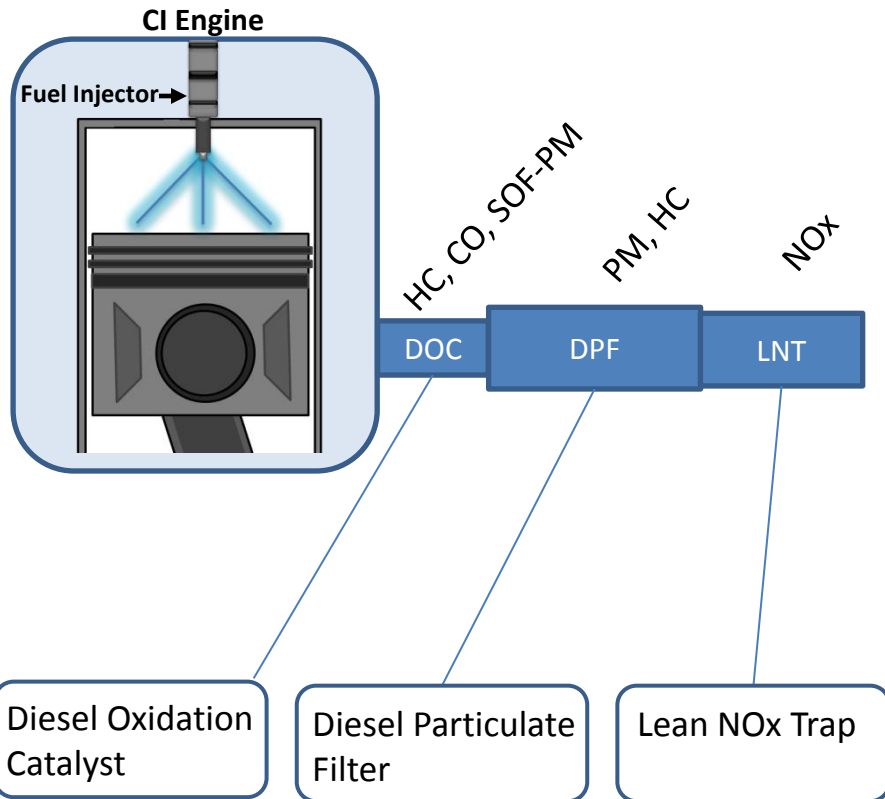 CI Engine
Fuel Injector
HC, CO, SOF-PM
PM, HC
NOx
DOC
DPF
LNT
Diesel Oxidation
Catalyst
Diesel Particulate
Filter
Lean NOx Trap